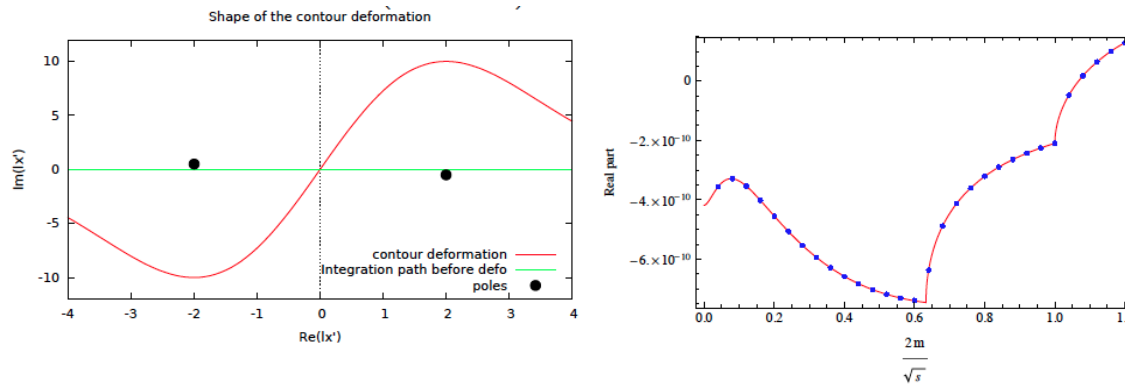 Shape of the contour deformation
10
5
0
-5
-10
Im(lx')
contour deformation
Integration path before defo
poles
-4 -3 -2 -1 0 1 2 3 4
Re(lx')
0
−2.×10⁻¹⁰
−4.×10⁻¹⁰
−6.×10⁻¹⁰
Real part
0.0 0.2 0.4 0.6 0.8 1.0
2 m
√s